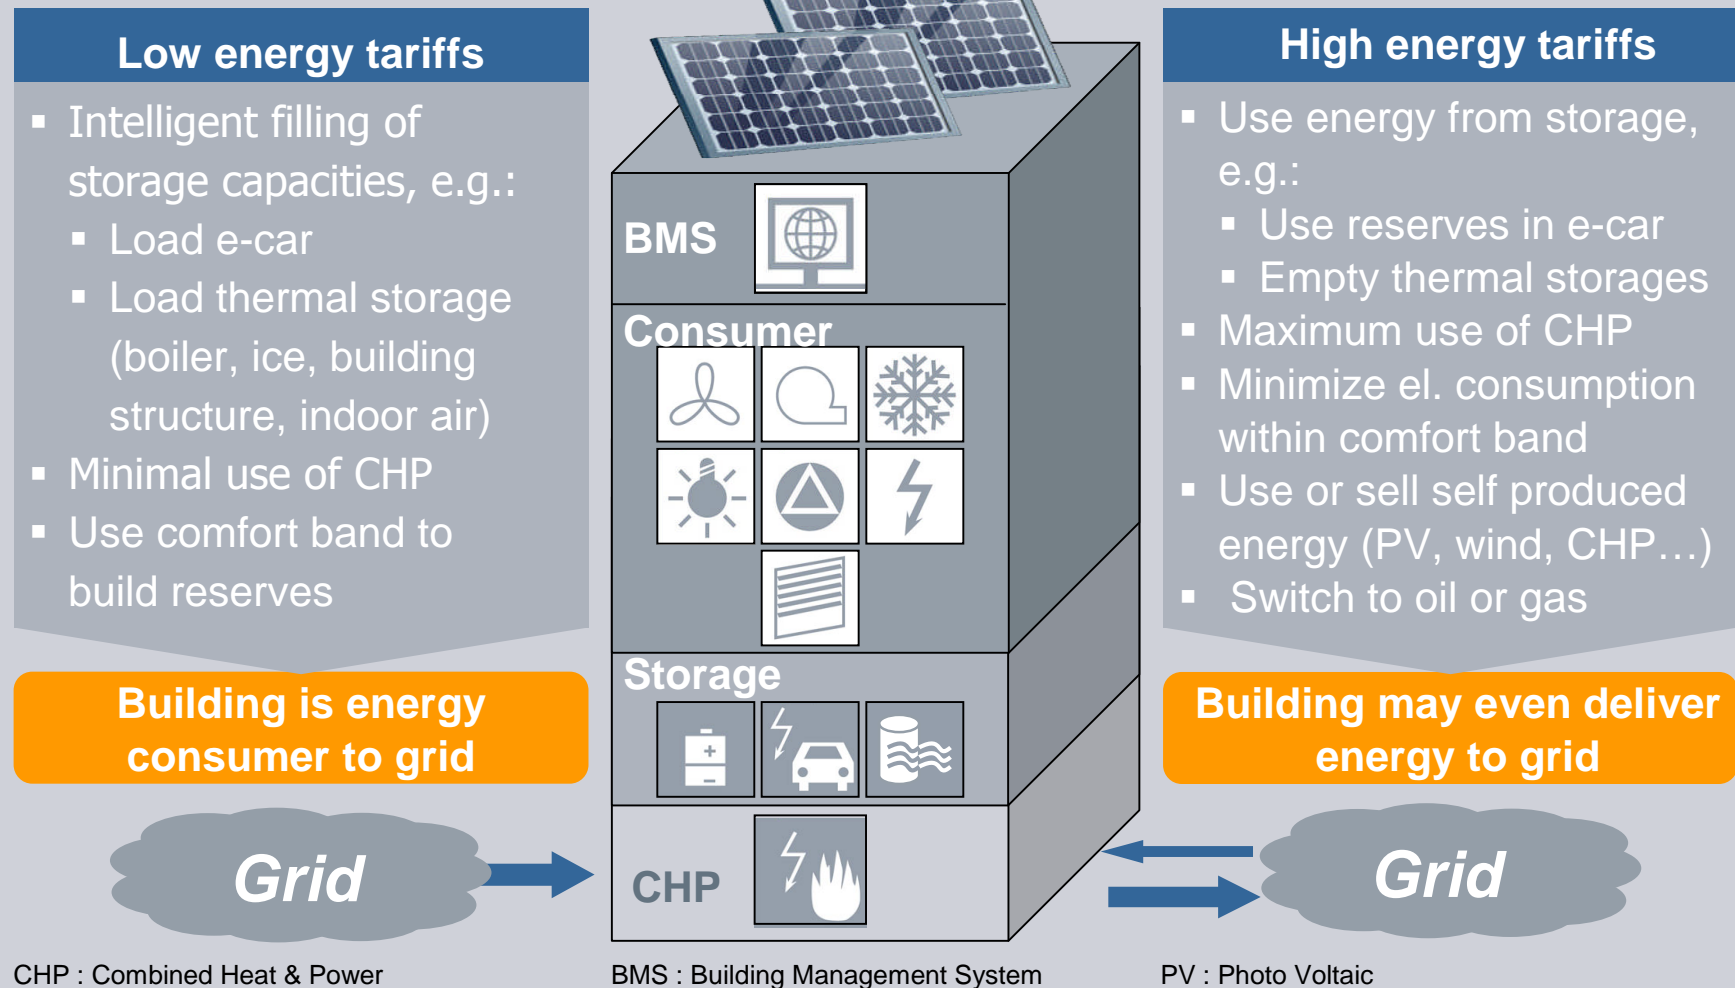 Low energy tariffs
▪ Intelligent filling of
storage capacities, e.g.:
▪ Load e-car
▪ Load thermal storage
(boiler, ice, building
structure, indoor air)
▪ Minimal use of CHP
▪ Use comfort band to
build reserves
Building is energy
consumer to grid
Grid
BMS
Consumer
Storage
CHP
High energy tariffs
▪ Use energy from storage,
e.g.:
▪ Use reserves in e-car
▪ Empty thermal storages
▪ Maximum use of CHP
▪ Minimize el. consumption
within comfort band
▪ Use or sell self produced
energy (PV, wind, CHP…)
▪ Switch to oil or gas
Building may even deliver
energy to grid
Grid
CHP : Combined Heat & Power
BMS : Building Management System
PV : Photo Voltaic